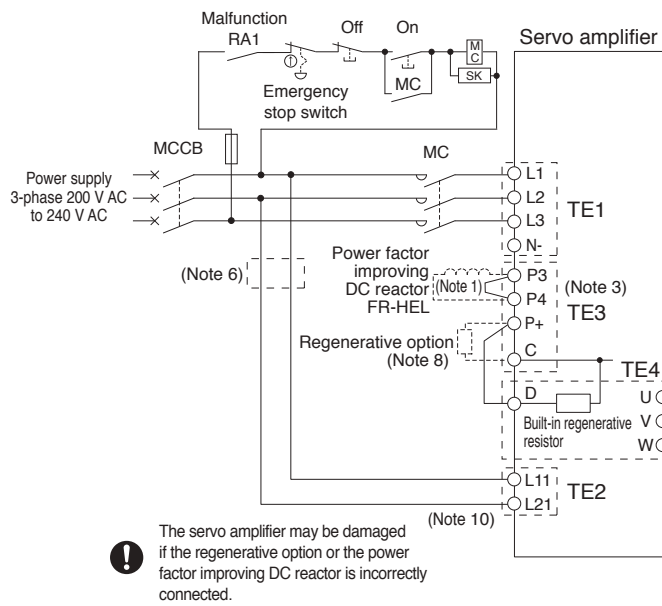 Malfunction
RA1
Off
On
M
C
SK
MC
Servo amplifier
Emergency
stop switch
MCCB
MC
Power supply
3-phase 200 V AC
to 240 V AC
L1
L2
L3
N-
TE1
(Note 6)
Power factor
improving
DC reactor
FR-HEL
(Note 1)
P3
P4
P+
C
(Note 3)
TE3
Regenerative option
(Note 8)
TE4
D
Built-in regenerative
resistor
U
V
W
L11
L21
TE2
(Note 10)
The servo amplifier may be damaged
if the regenerative option or the power
factor improving DC reactor is incorrectly
connected.